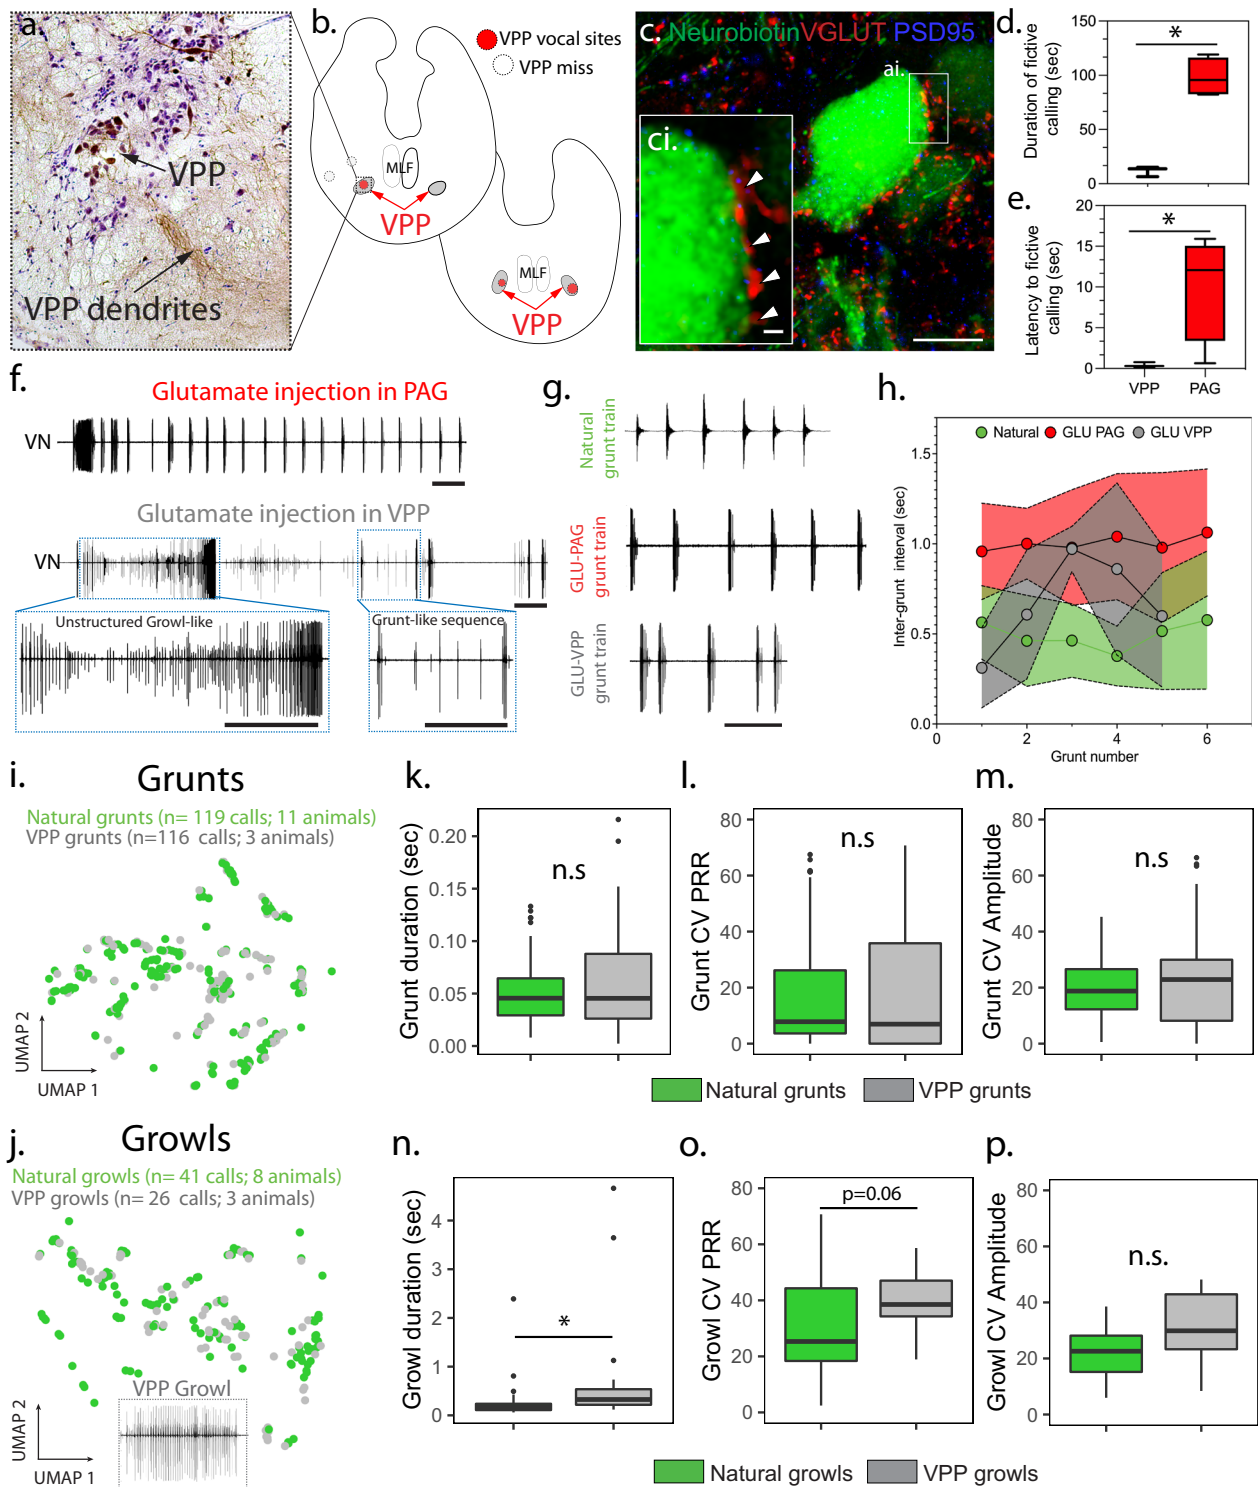 a.
VPP
VPP dendrites
b.
VPP vocal sites
VPP miss
MLF
VPP
MLF
VPP
c. Neurobiotin VGLUT PSD95
ai.
ci.
d.
Duration of fictive
calling (sec)
150
100
50
0
*
e.
Latency to fictive
calling (sec)
20
15
10
5
0
*
VPP PAG
f.
Glutamate injection in PAG
VN
Glutamate injection in VPP
VN
Unstructured Growl-like
Grunt-like sequence
g.
Natural
grunt train
GLU-PAG
grunt train
GLU-VPP
grunt train
h.
Natural GLU PAG GLU VPP
Inter-grunt interval (sec)
1.5
1.0
0.5
0.0
0 2 4 6
Grunt number
i.
Grunts
Natural grunts (n= 119 calls; 11 animals)
VPP grunts (n=116 calls; 3 animals)
UMAP 2
UMAP 1
k.
Grunt duration (sec)
0.20
0.15
0.10
0.05
0.00
n.s
l.
Grunt CV PRR
80
60
40
20
0
n.s
m.
Grunt CV Amplitude
80
60
40
20
0
n.s
Natural grunts VPP grunts
j.
Growls
Natural growls (n= 41 calls; 8 animals)
VPP growls (n= 26 calls; 3 animals)
VPP Growl
UMAP 2
UMAP 1
n.
Growl duration (sec)
4
3
2
1
0
*
o.
Growl CV PRR
80
60
40
20
0
p=0.06
p.
Growl CV Amplitude
80
60
40
20
0
n.s.
Natural growls VPP growls